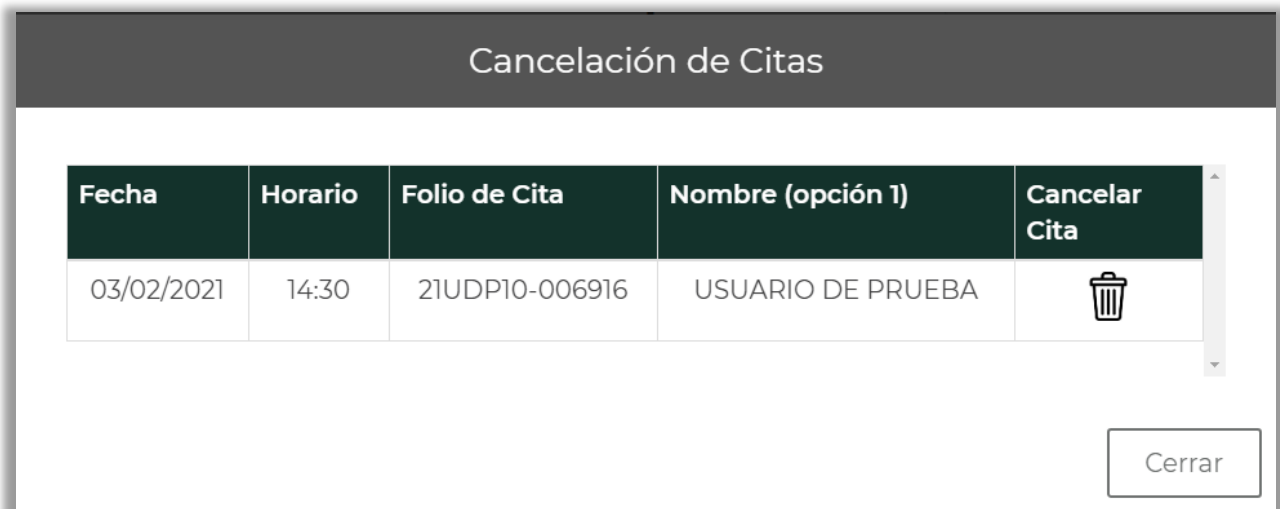 Cancelación de Citas
Fecha Horario Folio de Cita Nombre (opción 1) Cancelar
Cita
03/02/2021 14:30 21UDP10-006916 USUARIO DE PRUEBA
Cerrar